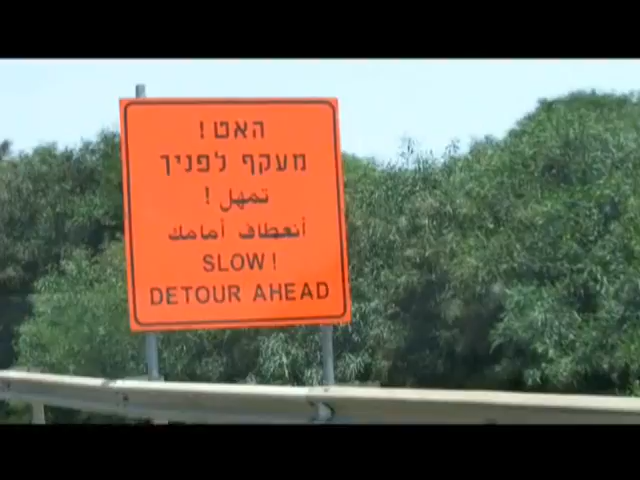 האט!
מעקף לפניך
تمهل!
أنعطاف أمامك
SLOW!
DETOUR AHEAD